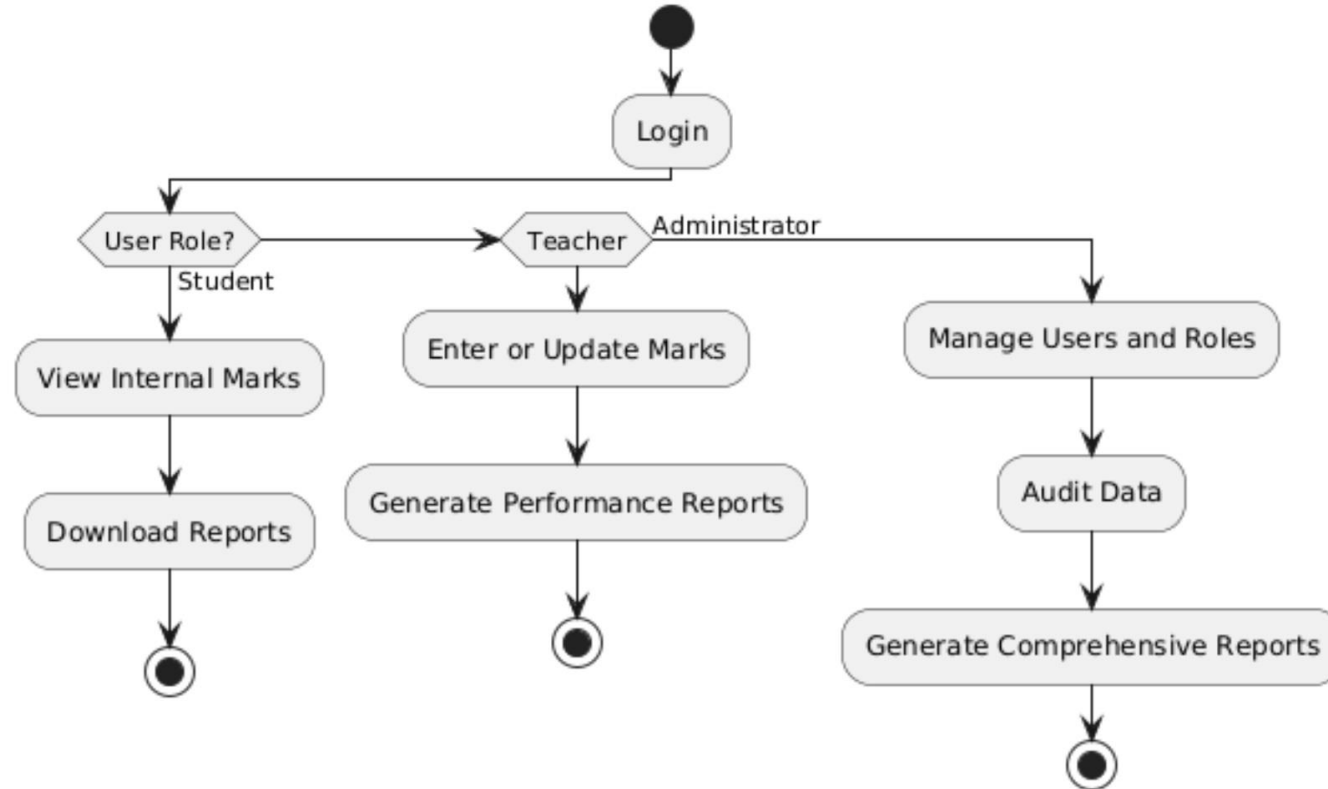 Login
User Role?
Teacher
Administrator
Student
View Internal Marks
Enter or Update Marks
Manage Users and Roles
Download Reports
Generate Performance Reports
Audit Data
Generate Comprehensive Reports